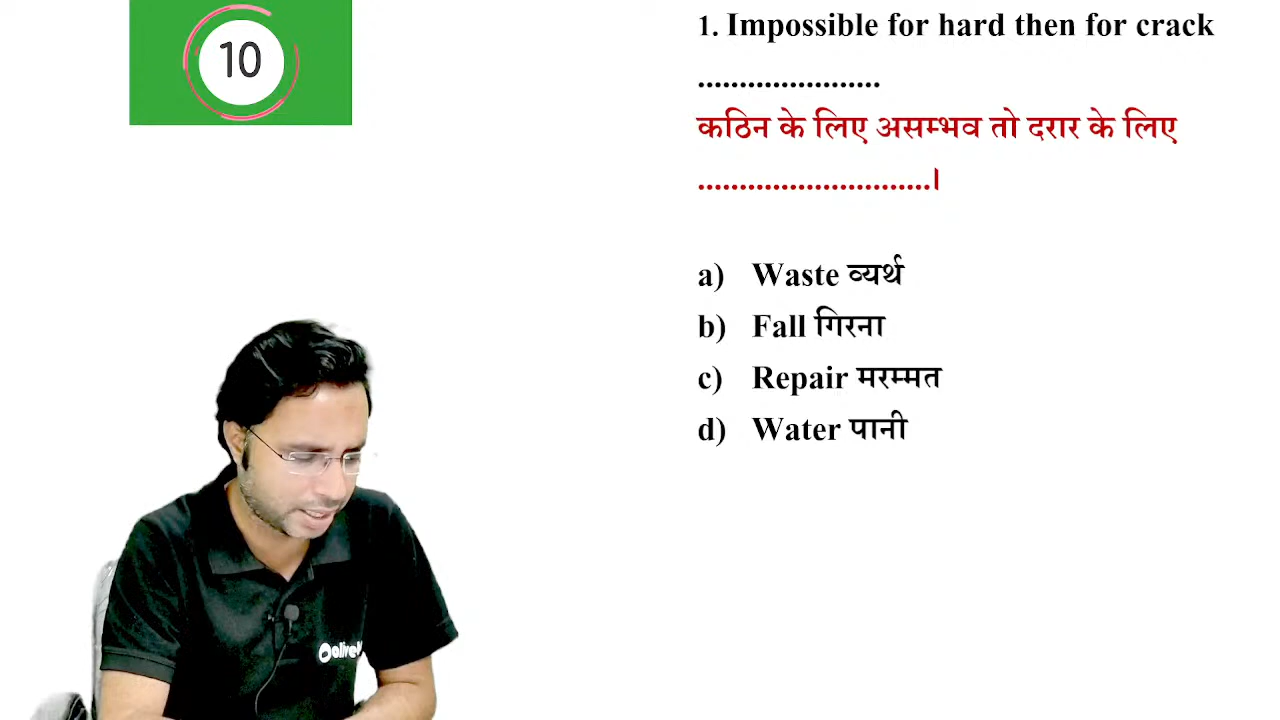 10
1. Impossible for hard then for crack
......................
कठिन के लिए असम्भव तो दरार के लिए
............................।
a) Waste व्यर्थ
b) Fall गिरना
c) Repair मरम्मत
d) Water पानी